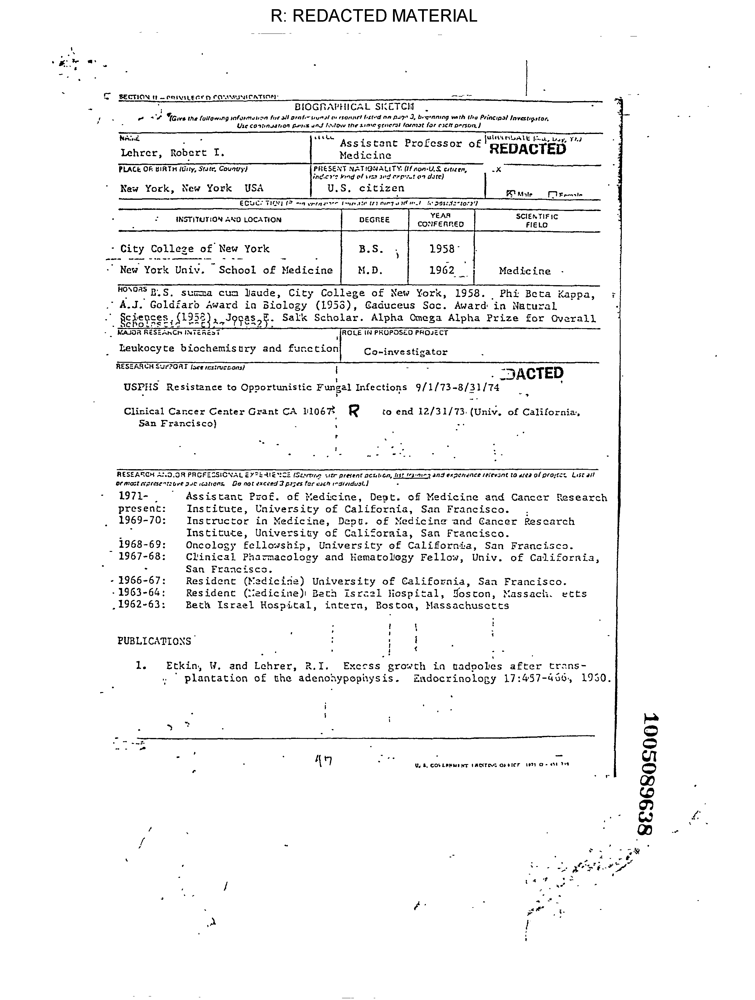 R: REDACTED MATERIAL
SECTION II – PRIVILEGED COMMUNICATION
BIOGRAPHICAL SKETCH
(Give the following information for all professional personnel listed on page 3, beginning with the Principal Investigator.
Use continuation pages and follow the same general format for each person.)
NAME
TITLE
BIRTHDATE (Mo., Day, Yr.)
Lehrer, Robert I.
Assistant Professor of
Medicine
REDACTED
PLACE OF BIRTH (City, State, Country)
PRESENT NATIONALITY (If non-U.S. citizen,
indicate kind of visa and expiration date)
New York, New York USA
U.S. citizen
X Male
Female
INSTITUTION AND LOCATION
DEGREE
YEAR
CONFERRED
SCIENTIFIC
FIELD
City College of New York
B.S.
1958
New York Univ. School of Medicine
M.D.
1962
Medicine
HONORS B.S. summa cum laude, City College of New York, 1958. Phi Beta Kappa,
A.J. Goldfarb Award in Biology (1958), Caduceus Soc. Award in Natural
Sciences (1958), Jonas E. Salk Scholar. Alpha Omega Alpha Prize for Overall
Scholastic
MAJOR RESEARCH INTEREST
ROLE IN PROPOSED PROJECT
Leukocyte biochemistry and function
Co-investigator
RESEARCH SUPPORT (See instructions)
DACTED
USPHS Resistance to Opportunistic Fungal Infections 9/1/73-8/31/74
Clinical Cancer Center Grant CA 11067 R to end 12/31/73 (Univ. of California,
San Francisco)
RESEARCH AND/OR PROFESSIONAL EXPERIENCE (Starting with present position, list training and experience relevant to area of project. List all
or most representative publications. Do not exceed 3 pages for each individual.)
1971- Assistant Prof. of Medicine, Dept. of Medicine and Cancer Research
present: Institute, University of California, San Francisco.
1969-70: Instructor in Medicine, Dept. of Medicine and Cancer Research
Institute, University of California, San Francisco.
1968-69: Oncology fellowship, University of California, San Francisco.
1967-68: Clinical Pharmacology and Hematology Fellow, Univ. of California,
San Francisco.
1966-67: Resident (Medicine) University of California, San Francisco.
1963-64: Resident (Medicine) Beth Israel Hospital, Boston, Massach etts
1962-63: Beth Israel Hospital, intern, Boston, Massachusetts
PUBLICATIONS
1. Etkin, W. and Lehrer, R.I. Excess growth in tadpoles after trans-
plantation of the adenohypophysis. Endocrinology 17:457-466, 1960.
47
U. S. GOVERNMENT PRINTING OFFICE
1005089638